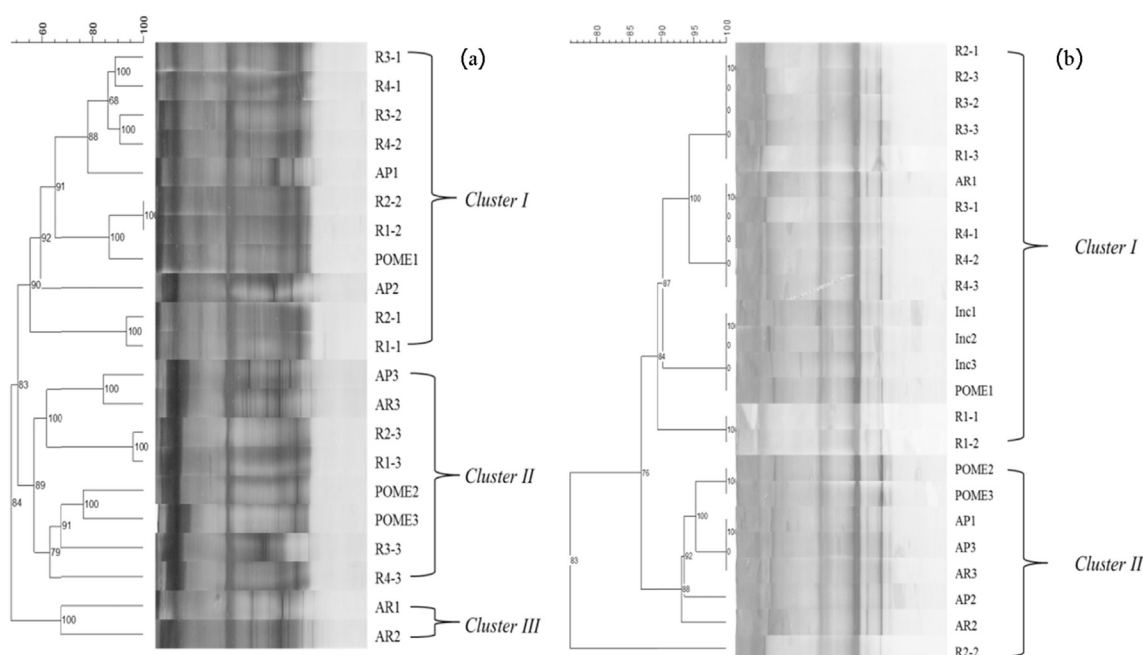 60
80
100
(a)
R3-1
R4-1
R3-2
R4-2
AP1
R2-2
R1-2
POME1
AP2
R2-1
R1-1
AP3
AR3
R2-3
R1-3
POME2
POME3
R3-3
R4-3
AR1
AR2
Cluster I
Cluster II
Cluster III
100
68
100
88
91
100
100
92
90
100
83
100
100
100
89
100
91
79
84
100
80
85
90
95
100
(b)
R2-1
R2-3
R3-2
R3-3
R1-3
AR1
R3-1
R4-1
R4-2
R4-3
Inc1
Inc2
Inc3
POME1
R1-1
R1-2
POME2
POME3
AP1
AP3
AR3
AP2
AR2
R2-2
Cluster I
Cluster II
100
87
84
76
100
92
88
83